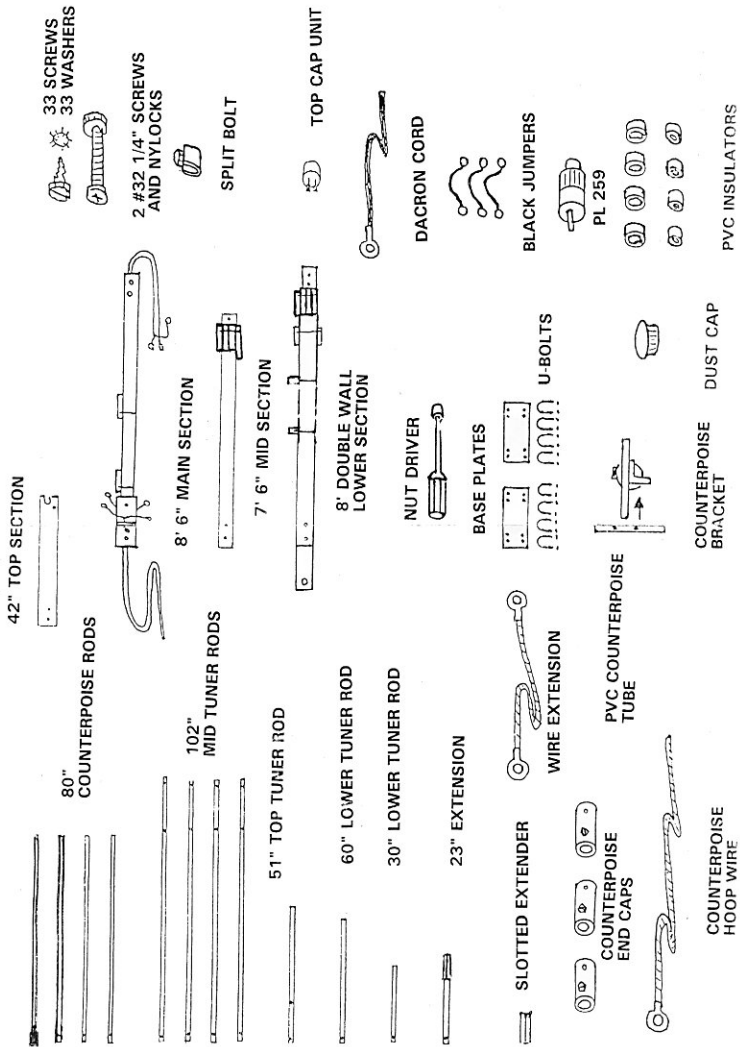 80"
COUNTERPOISE RODS
102"
MID TUNER RODS
51" TOP TUNER ROD
60" LOWER TUNER ROD
30" LOWER TUNER ROD
23" EXTENSION
SLOTTED EXTENDER
COUNTERPOISE
END CAPS
COUNTERPOISE
HOOP WIRE
42" TOP SECTION
8' 6" MAIN SECTION
7' 6" MID SECTION
8' DOUBLE WALL
LOWER SECTION
NUT DRIVER
BASE PLATES
U-BOLTS
WIRE EXTENSION
PVC COUNTERPOISE
TUBE
COUNTERPOISE
BRACKET
DUST CAP
33 SCREWS
33 WASHERS
2 #32 1/4" SCREWS
AND NYLOCKS
SPLIT BOLT
TOP CAP UNIT
DACRON CORD
BLACK JUMPERS
PL 259
PVC INSULATORS